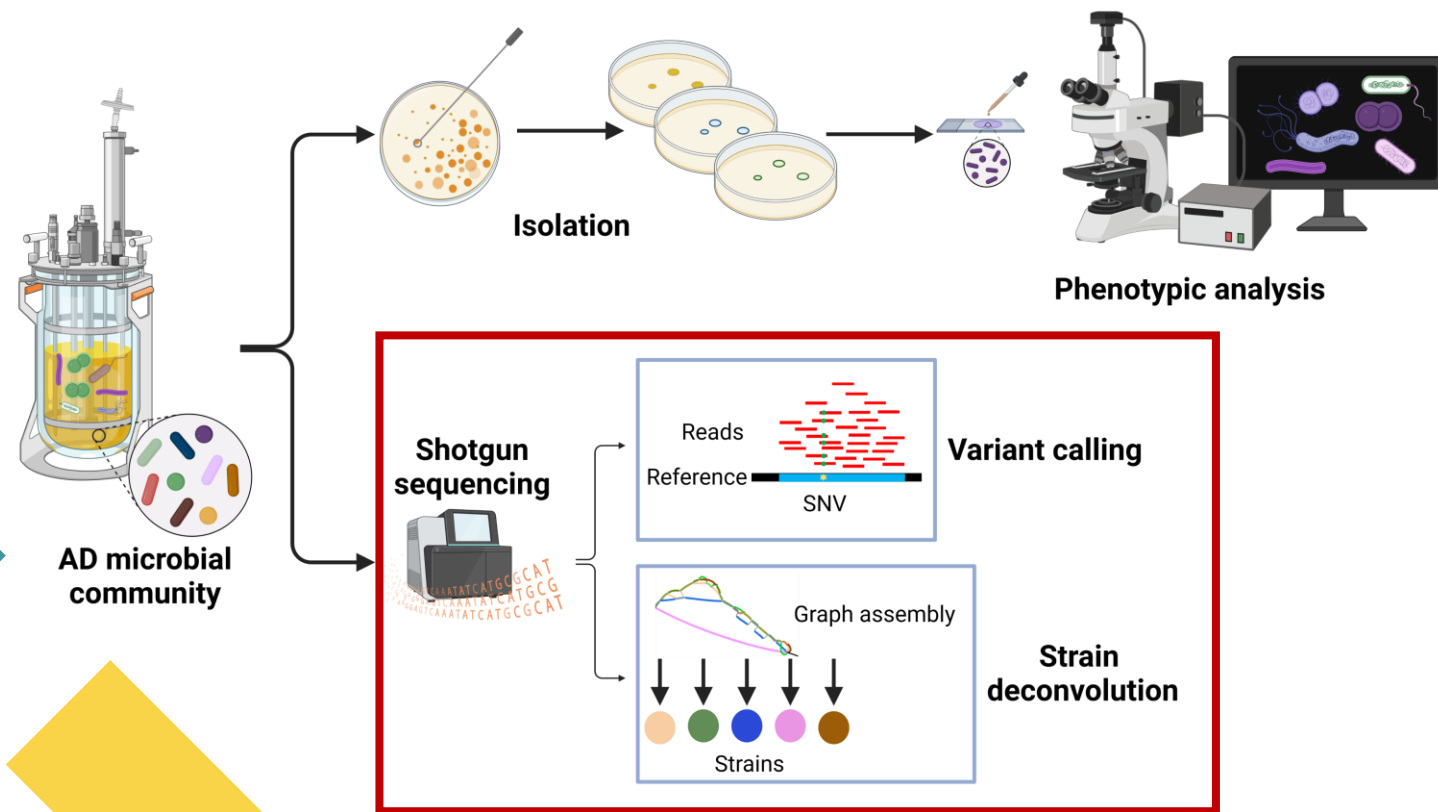 Isolation
Phenotypic analysis
AD microbial
community
Shotgun
sequencing
Reads
Reference
SNV
Variant calling
Graph assembly
Strains
Strain
deconvolution